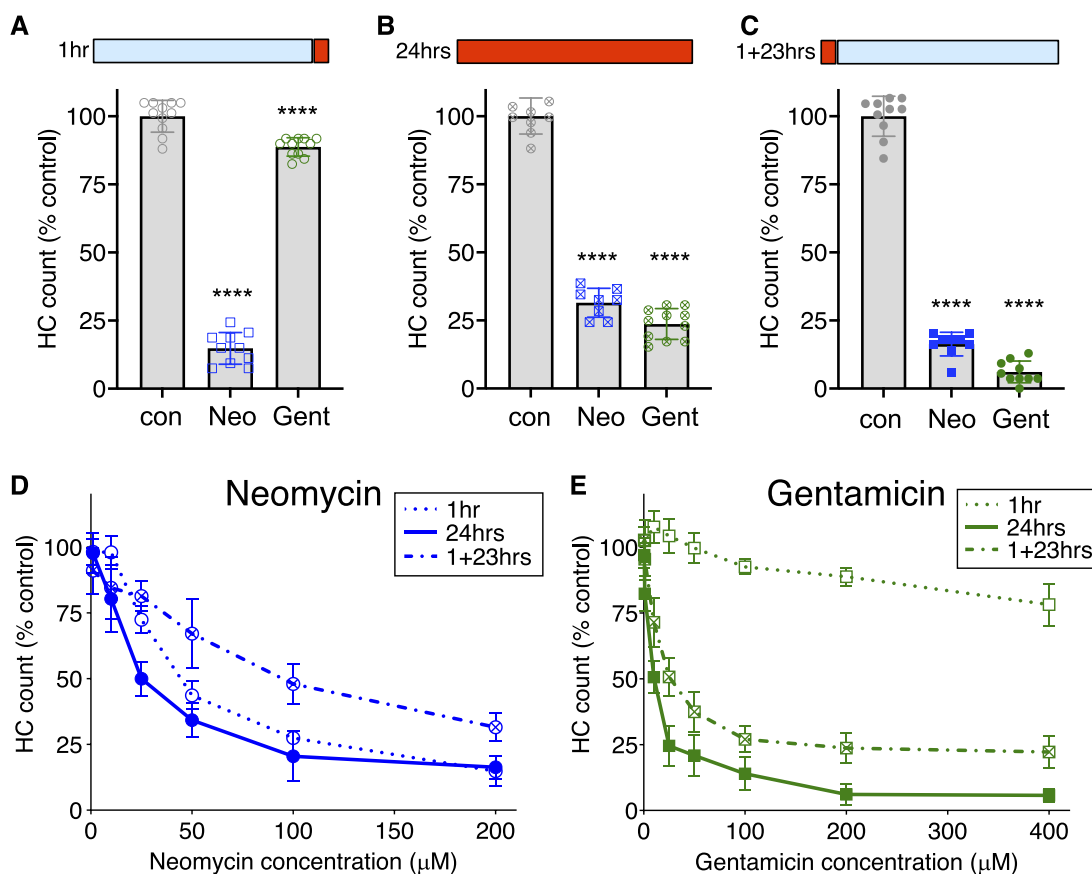 A
1hr
HC count (% control)
100
75
50
25
0
****
****
con
Neo
Gent
B
24hrs
HC count (% control)
100
75
50
25
0
****
****
con
Neo
Gent
C
1+23hrs
HC count (% control)
100
75
50
25
0
****
****
con
Neo
Gent
D
Neomycin
1hr
24hrs
1+23hrs
HC count (% control)
100
75
50
25
0
0
50
100
150
200
Neomycin concentration (μM)
E
Gentamicin
1hr
24hrs
1+23hrs
HC count (% control)
100
75
50
25
0
0
100
200
300
400
Gentamicin concentration (μM)